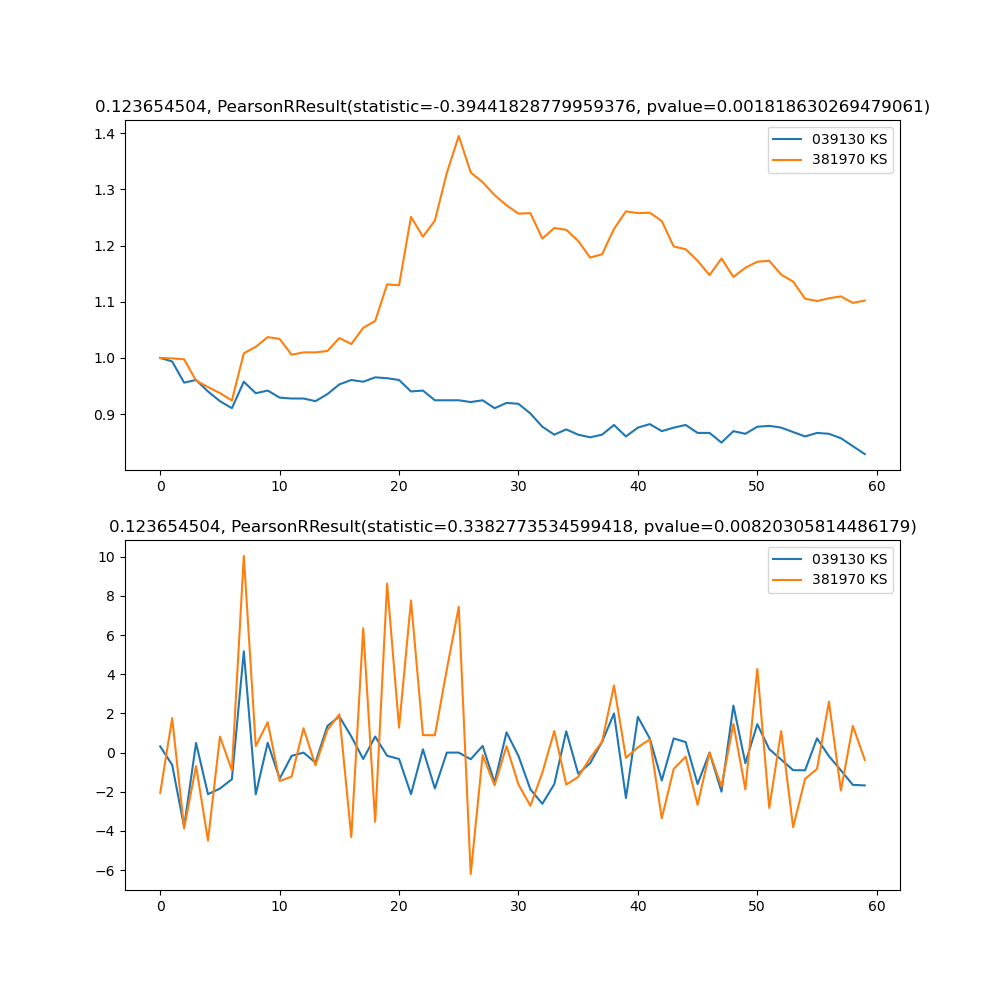 0.123654504, PearsonRResult(statistic=-0.39441828779959376, pvalue=0.001818630269479061)
039130 KS
381970 KS
1.4
1.3
1.2
1.1
1.0
0.9
0 10 20 30 40 50 60
0.123654504, PearsonRResult(statistic=0.3382773534599418, pvalue=0.00820305814486179)
039130 KS
381970 KS
10
8
6
4
2
0
−2
−4
−6
0 10 20 30 40 50 60